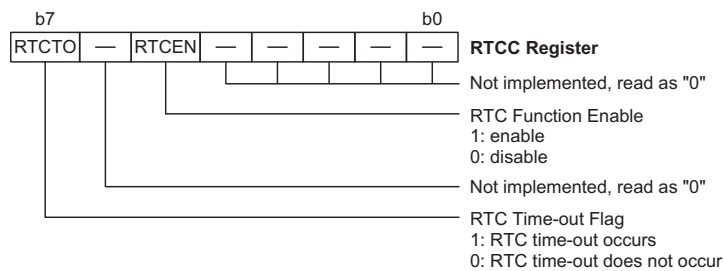 b7 b0
RTCTO — RTCEN — — — — — RTCC Register
Not implemented, read as "0"
RTC Function Enable
1: enable
0: disable
Not implemented, read as "0"
RTC Time-out Flag
1: RTC time-out occurs
0: RTC time-out does not occur